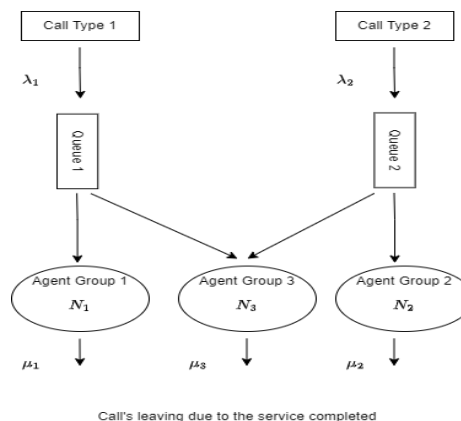 Call Type 1
Call Type 2
λ₁
λ₂
Queue 1
Queue 2
Agent Group 1
Agent Group 3
Agent Group 2
N₁
N₃
N₂
μ₁
μ₃
μ₂
Call's leaving due to the service completed